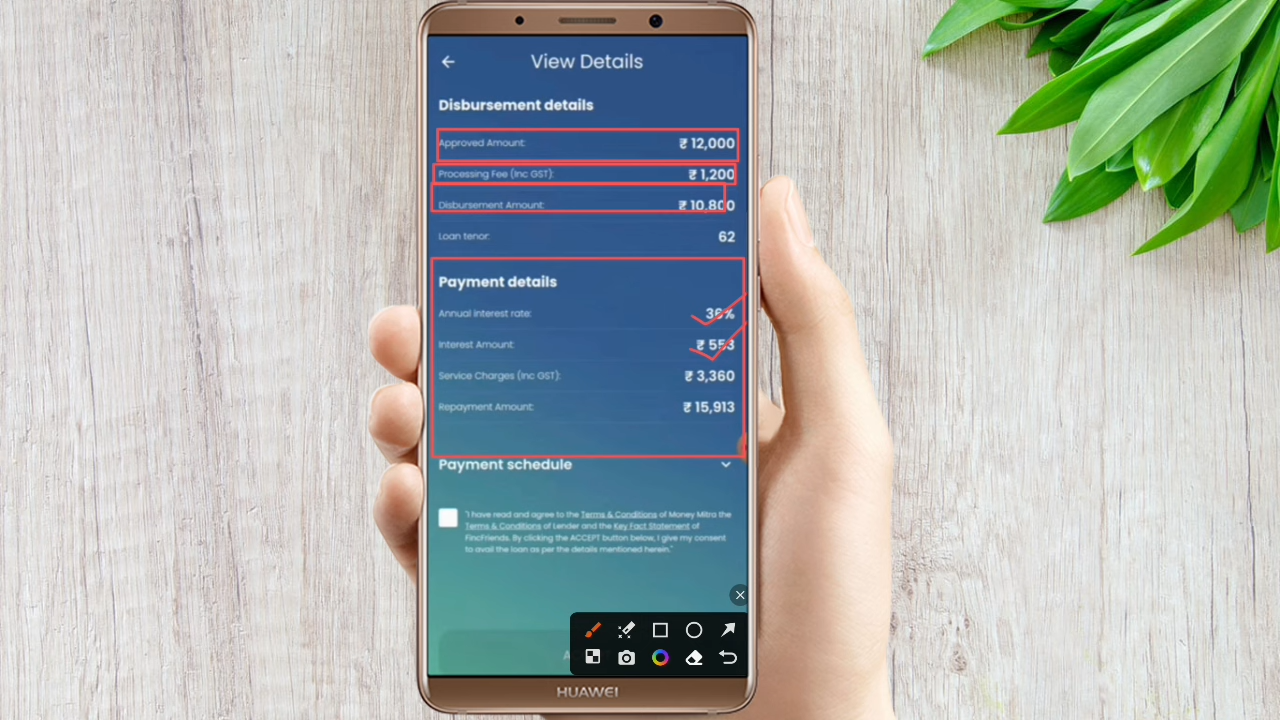 View Details
Disbursement details
Approved Amount: ₹ 12,000
Processing Fee (Inc GST): ₹ 1,200
Disbursement Amount: ₹ 10,800
Loan tenor: 62
Payment details
Annual interest rate: 36%
Interest Amount: ₹ 553
Service Charges (Inc GST): ₹ 3,360
Repayment Amount: ₹ 15,913
Payment schedule
"I have read and agree to the Terms & Conditions of Money Mitra the
Terms & Conditions of Lender and the Key Fact Statement of
FincFriends. By clicking the ACCEPT button below, I give my consent
to avail the loan as per the details mentioned herein."
HUAWEI